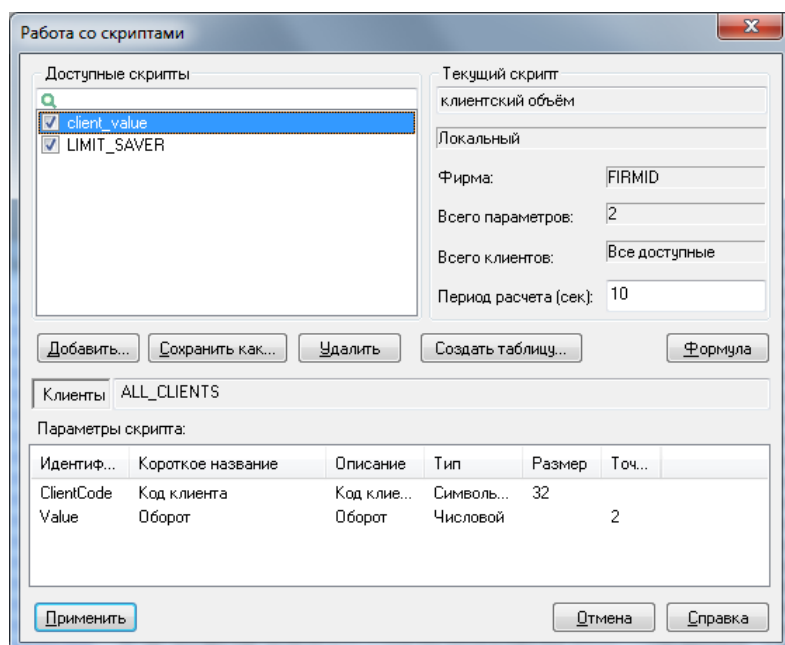 Работа со скриптами
Доступные скрипты
client_value
LIMIT_SAVER
Текущий скрипт
клиентский объём
Локальный
Фирма: FIRMID
Всего параметров: 2
Всего клиентов: Все доступные
Период расчета (сек): 10
Добавить... Сохранить как... Удалить Создать таблицу... Формула
Клиенты ALL_CLIENTS
Параметры скрипта:
Идентиф... Короткое название Описание Тип Размер Точ...
ClientCode Код клиента Код клие... Символь... 32
Value Оборот Оборот Числовой 2
Применить Отмена Справка